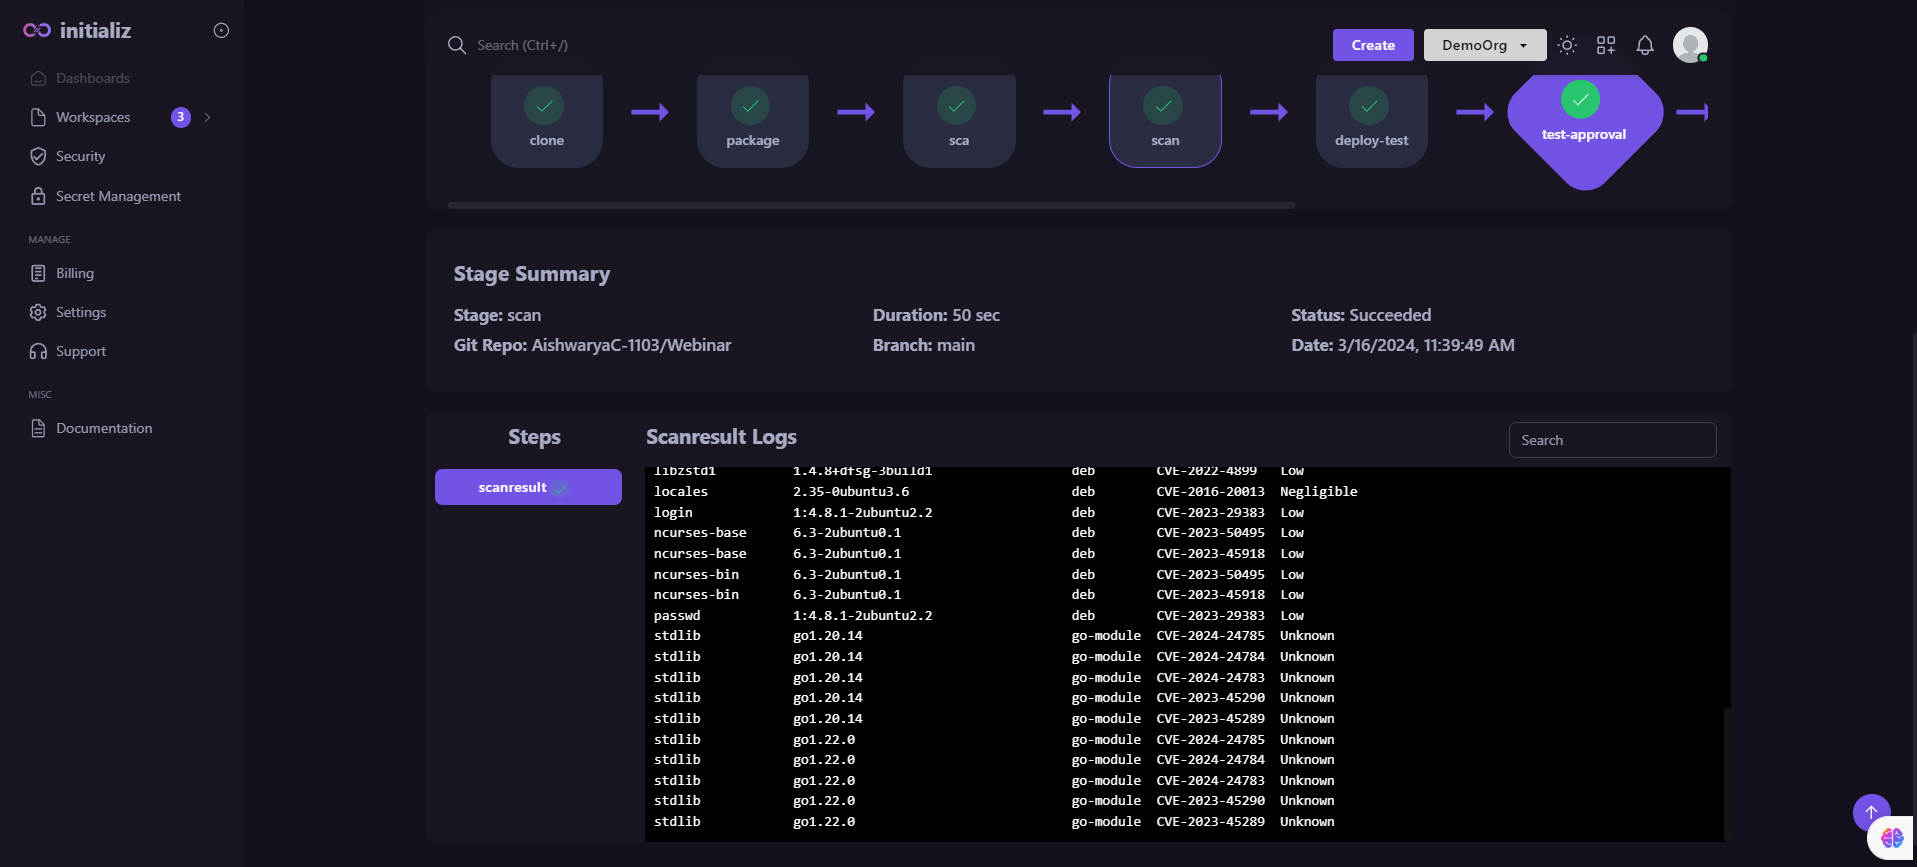 initializ
Dashboards
Workspaces 3
Security
Secret Management
MANAGE
Billing
Settings
Support
MISC
Documentation
Search (Ctrl+/)
Create
DemoOrg
clone
package
sca
scan
deploy-test
test-approval
Stage Summary
Stage: scan
Duration: 50 sec
Status: Succeeded
Git Repo: AishwaryaC-1103/Webinar
Branch: main
Date: 3/16/2024, 11:39:49 AM
Steps
scanresult
Scanresult Logs
Search
libzstd1 1.4.8+dfsg-3build1 deb CVE-2022-4899 Low
locales 2.35-0ubuntu3.6 deb CVE-2016-20013 Negligible
login 1:4.8.1-2ubuntu2.2 deb CVE-2023-29383 Low
ncurses-base 6.3-2ubuntu0.1 deb CVE-2023-50495 Low
ncurses-base 6.3-2ubuntu0.1 deb CVE-2023-45918 Low
ncurses-bin 6.3-2ubuntu0.1 deb CVE-2023-50495 Low
ncurses-bin 6.3-2ubuntu0.1 deb CVE-2023-45918 Low
passwd 1:4.8.1-2ubuntu2.2 deb CVE-2023-29383 Low
stdlib go1.20.14 go-module CVE-2024-24785 Unknown
stdlib go1.20.14 go-module CVE-2024-24784 Unknown
stdlib go1.20.14 go-module CVE-2024-24783 Unknown
stdlib go1.20.14 go-module CVE-2023-45290 Unknown
stdlib go1.20.14 go-module CVE-2023-45289 Unknown
stdlib go1.22.0 go-module CVE-2024-24785 Unknown
stdlib go1.22.0 go-module CVE-2024-24784 Unknown
stdlib go1.22.0 go-module CVE-2024-24783 Unknown
stdlib go1.22.0 go-module CVE-2023-45290 Unknown
stdlib go1.22.0 go-module CVE-2023-45289 Unknown